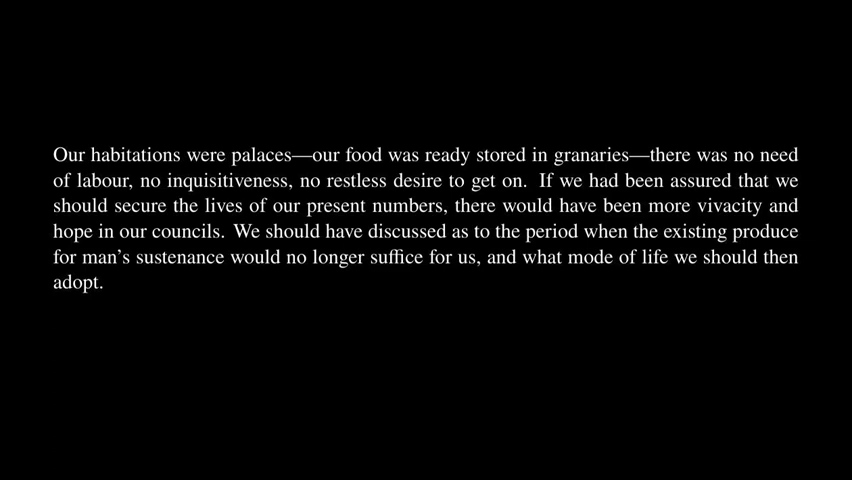 Our habitations were palaces—our food was ready stored in granaries—there was no need
of labour, no inquisitiveness, no restless desire to get on. If we had been assured that we
should secure the lives of our present numbers, there would have been more vivacity and
hope in our councils. We should have discussed as to the period when the existing produce
for man’s sustenance would no longer suffice for us, and what mode of life we should then
adopt.